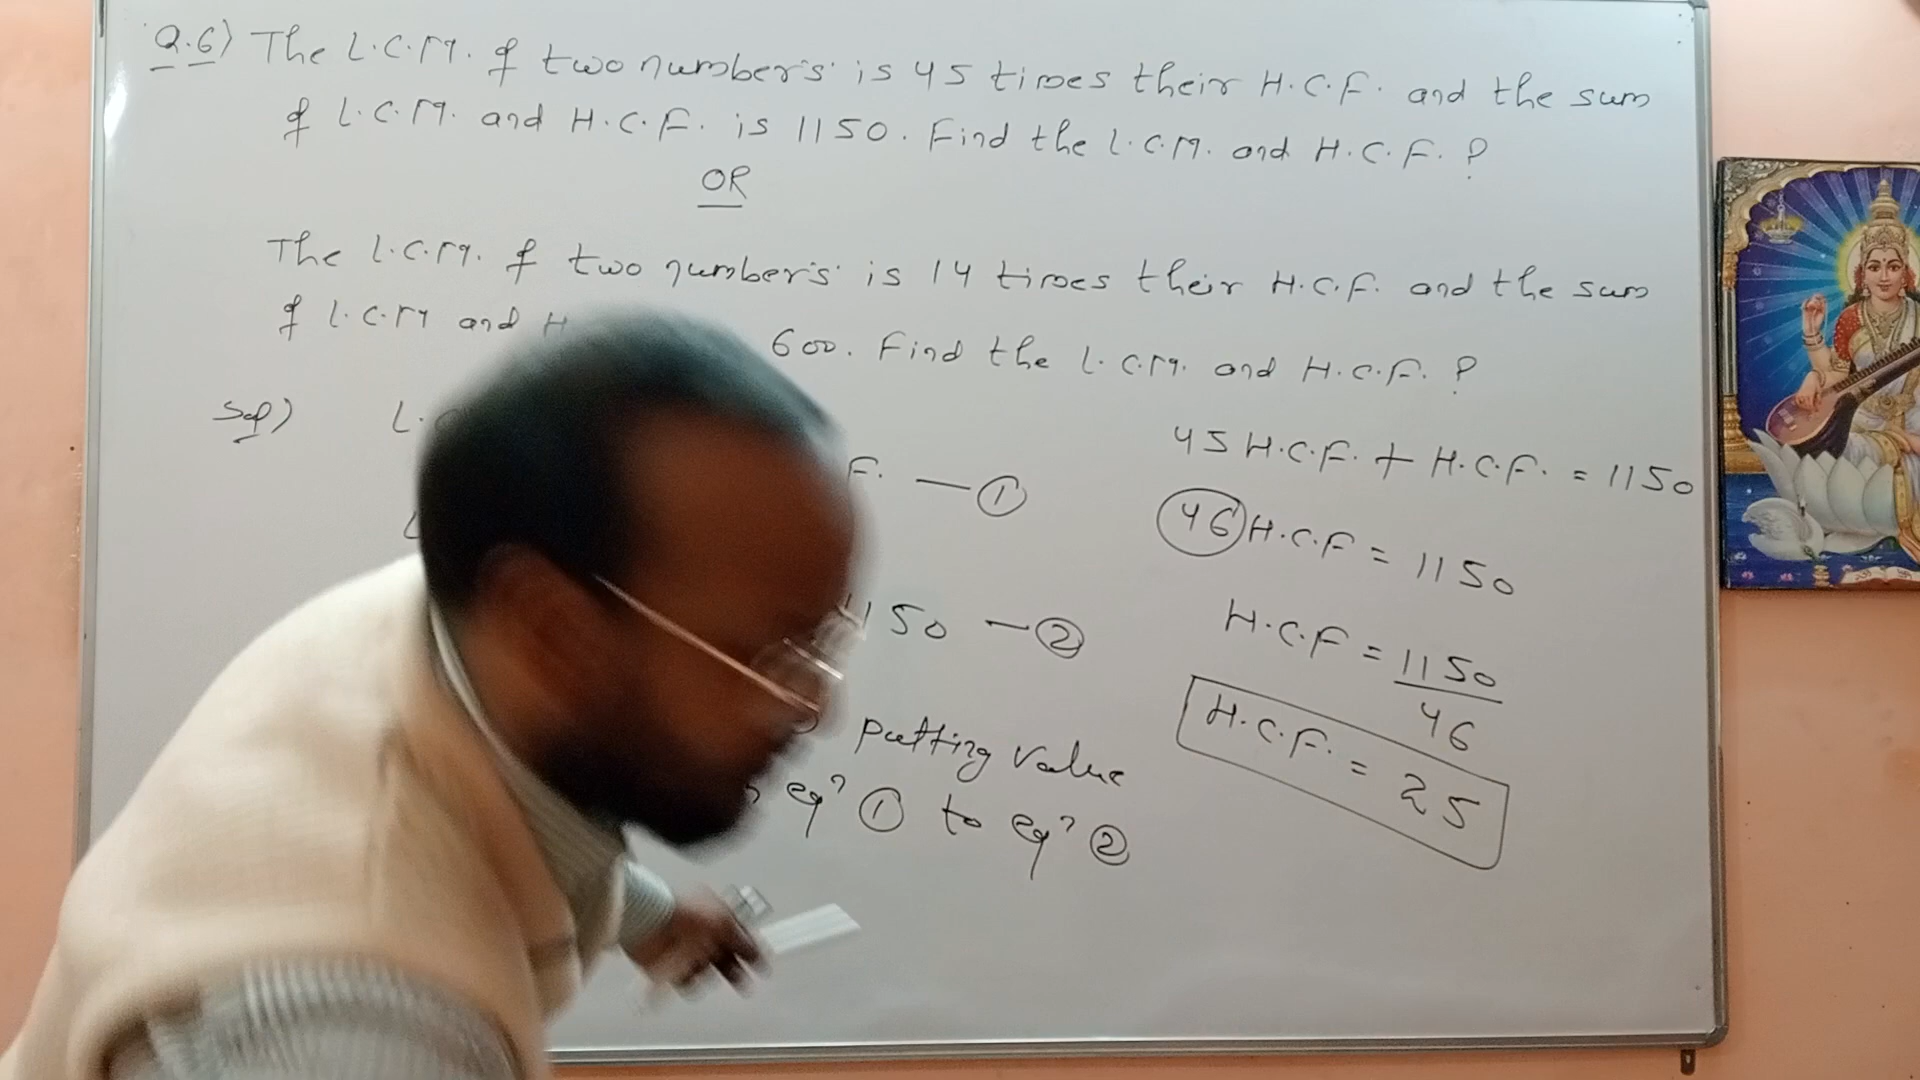 Q.6) The L.C.M. of two number's is 45 times their H.C.F. and the sum
of L.C.M. and H.C.F. is 1150. Find the L.C.M. and H.C.F. ?
OR
The L.C.M. of two number's is 14 times their H.C.F. and the sum
of L.C.M and H 600. Find the L.C.M. and H.C.F. ?
Sol)
L.
F. — ①
1150 — ②
Putting value
eqn ① to eqn ②
45 H.C.F. + H.C.F. = 1150
46 H.C.F = 1150
H.C.F = 1150
46
H.C.F. = 25